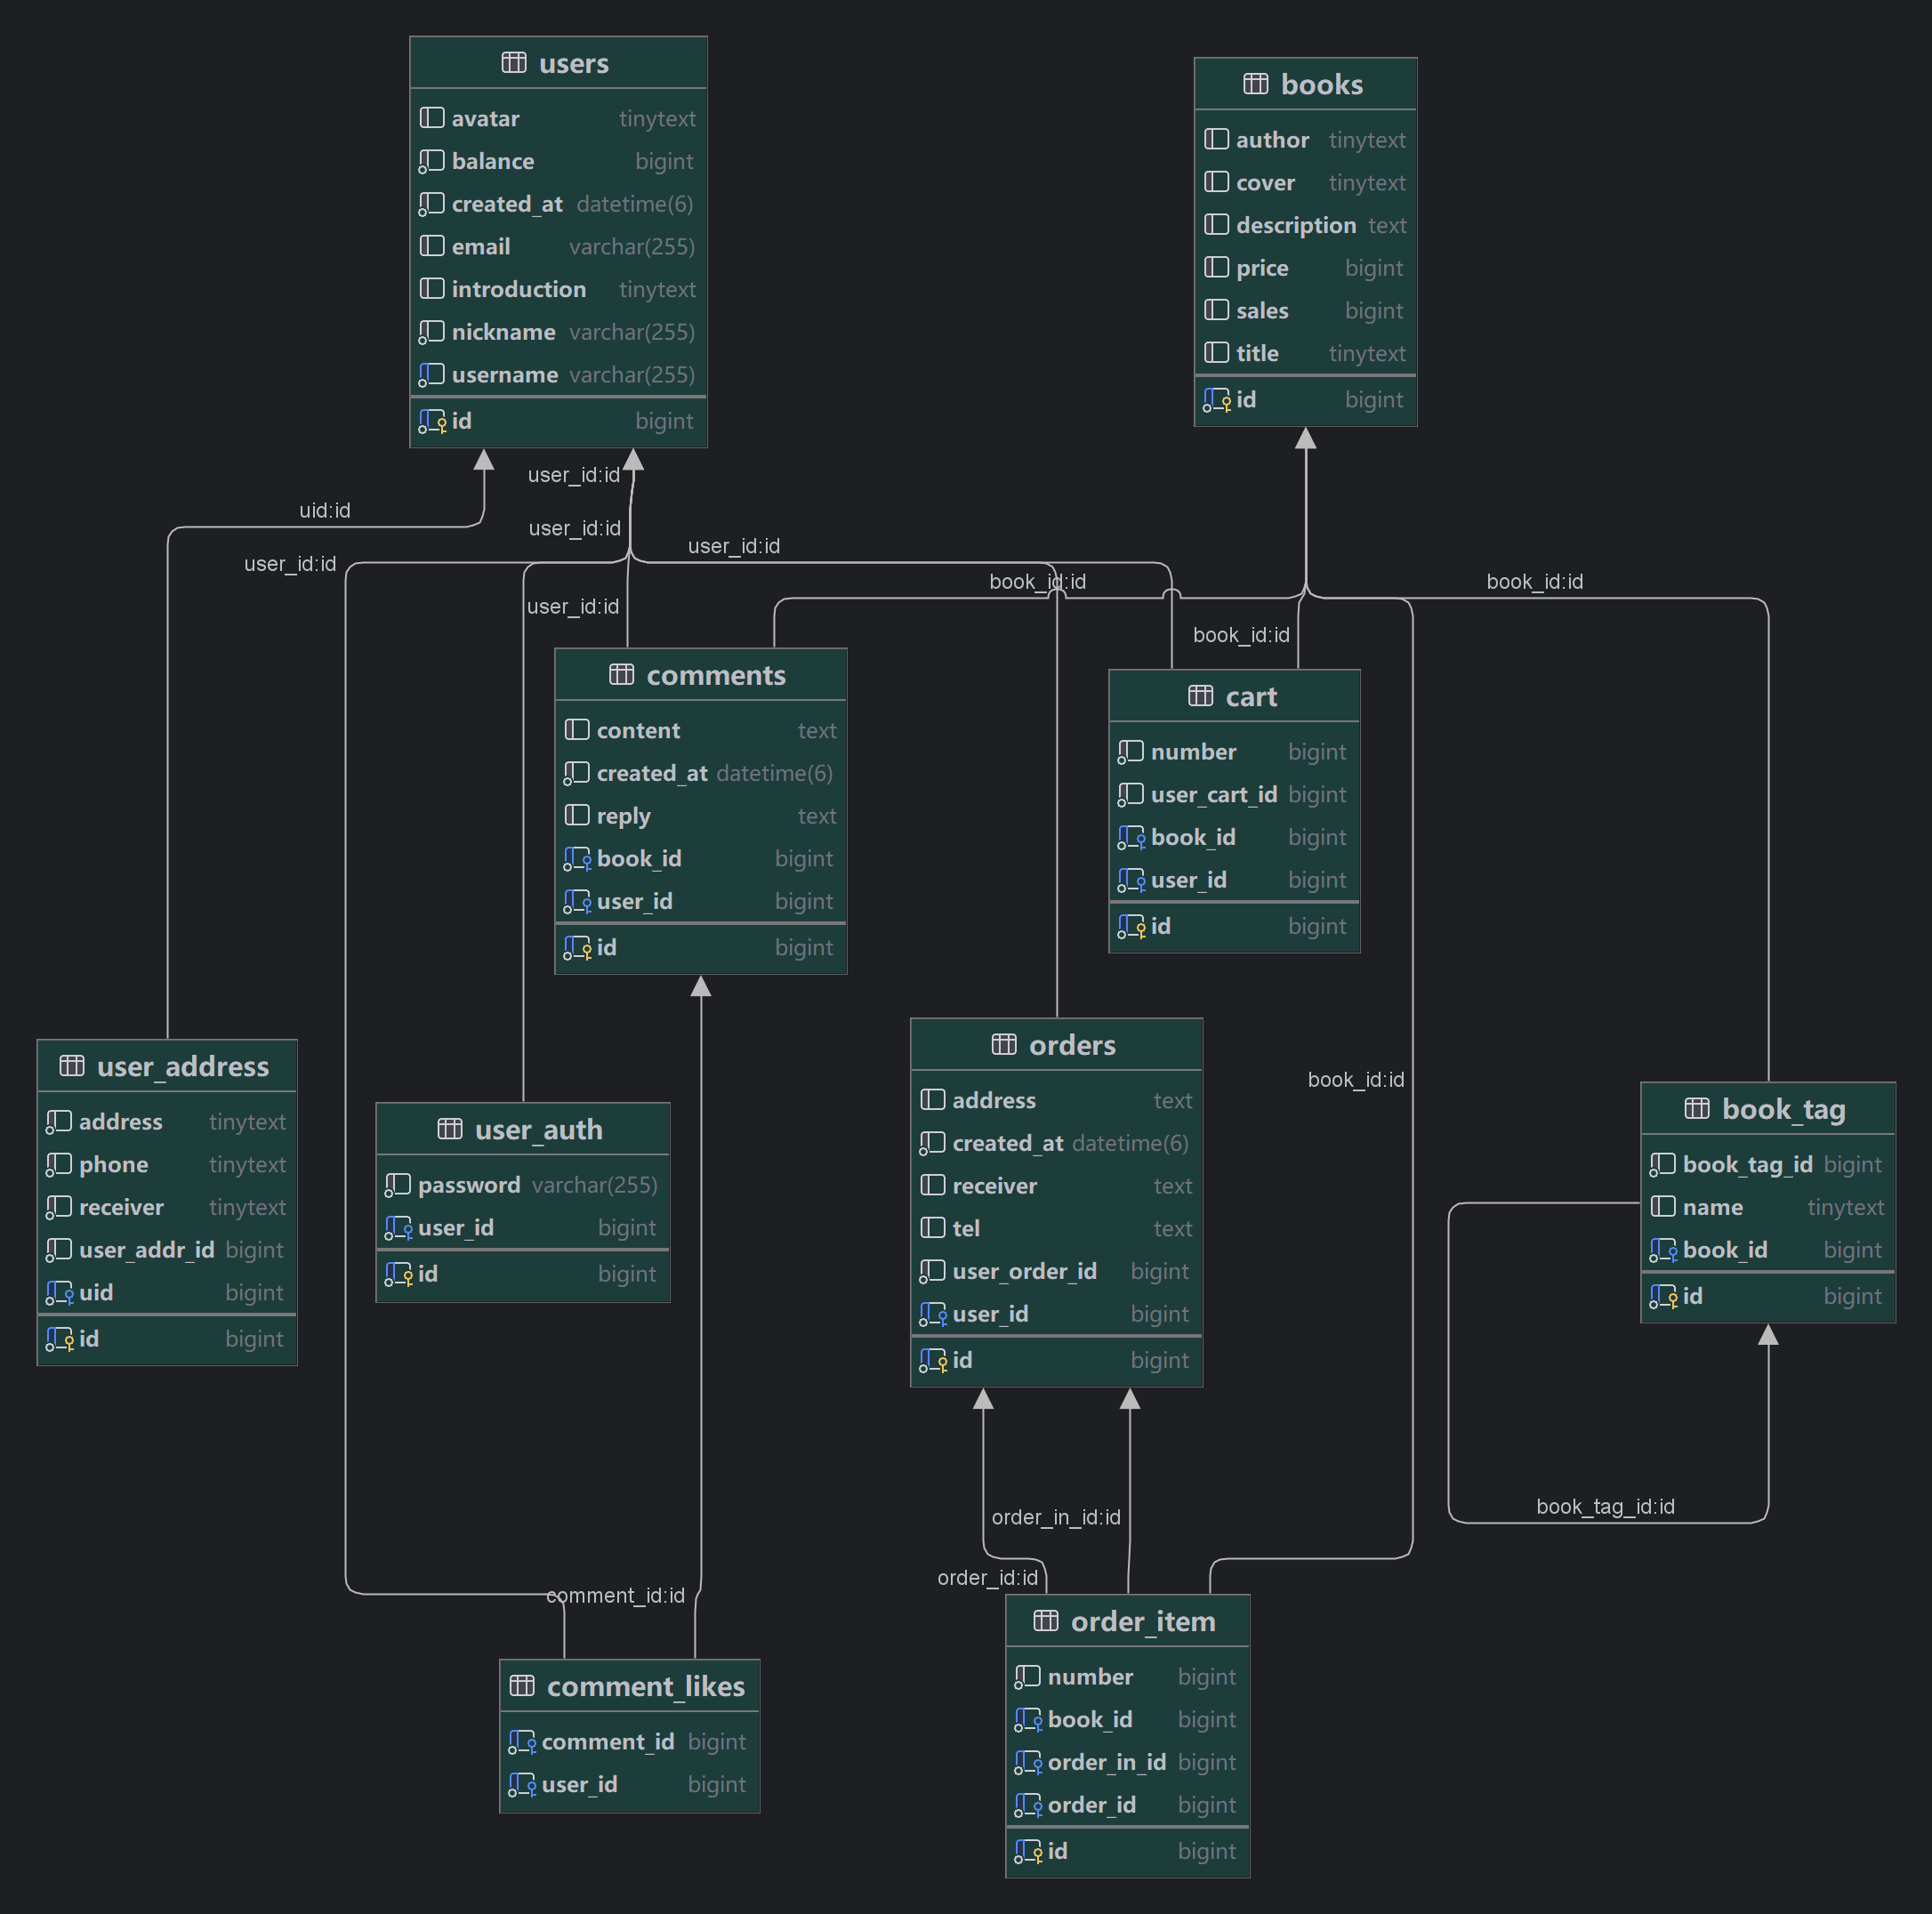 users
avatar tinytext
balance bigint
created_at datetime(6)
email varchar(255)
introduction tinytext
nickname varchar(255)
username varchar(255)
id bigint
books
author tinytext
cover tinytext
description text
price bigint
sales bigint
title tinytext
id bigint
user_id:id
uid:id
user_id:id
user_id:id
user_id:id
book_id:id
book_id:id
user_id:id
book_id:id
comments
content text
created_at datetime(6)
reply text
book_id bigint
user_id bigint
id bigint
cart
number bigint
user_cart_id bigint
book_id bigint
user_id bigint
id bigint
user_address
address tinytext
phone tinytext
receiver tinytext
user_addr_id bigint
uid bigint
id bigint
user_auth
password varchar(255)
user_id bigint
id bigint
orders
address text
created_at datetime(6)
receiver text
tel text
user_order_id bigint
user_id bigint
id bigint
book_id:id
book_tag
book_tag_id bigint
name tinytext
book_id bigint
id bigint
book_tag_id:id
order_in_id:id
order_id:id
comment_id:id
order_item
number bigint
book_id bigint
order_in_id bigint
order_id bigint
id bigint
comment_likes
comment_id bigint
user_id bigint